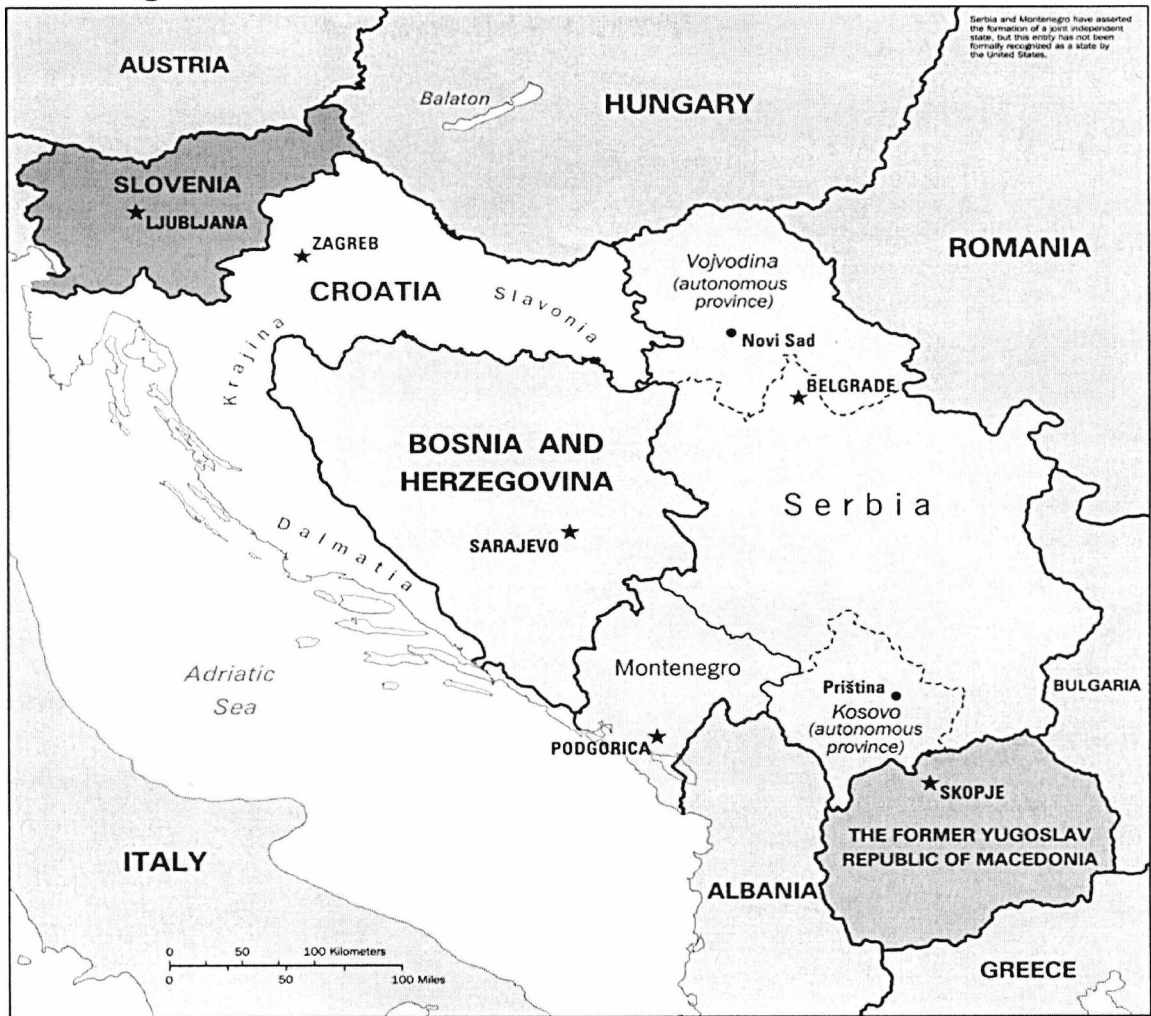 Serbia and Montenegro have asserted
the formation of a joint independent
state, but this entity has not been
formally recognized as a state by
the United States.
AUSTRIA
Balaton
HUNGARY
SLOVENIA
LJUBLJANA
ZAGREB
CROATIA
Slavonia
Krajina
Vojvodina
(autonomous
province)
Novi Sad
BELGRADE
ROMANIA
BOSNIA AND
HERZEGOVINA
SARAJEVO
Serbia
Dalmatia
Adriatic
Sea
Montenegro
PODGORICA
Priština
Kosovo
(autonomous
province)
BULGARIA
SKOPJE
THE FORMER YUGOSLAV
REPUBLIC OF MACEDONIA
ITALY
ALBANIA
GREECE
0 50 100 Kilometers
0 50 100 Miles